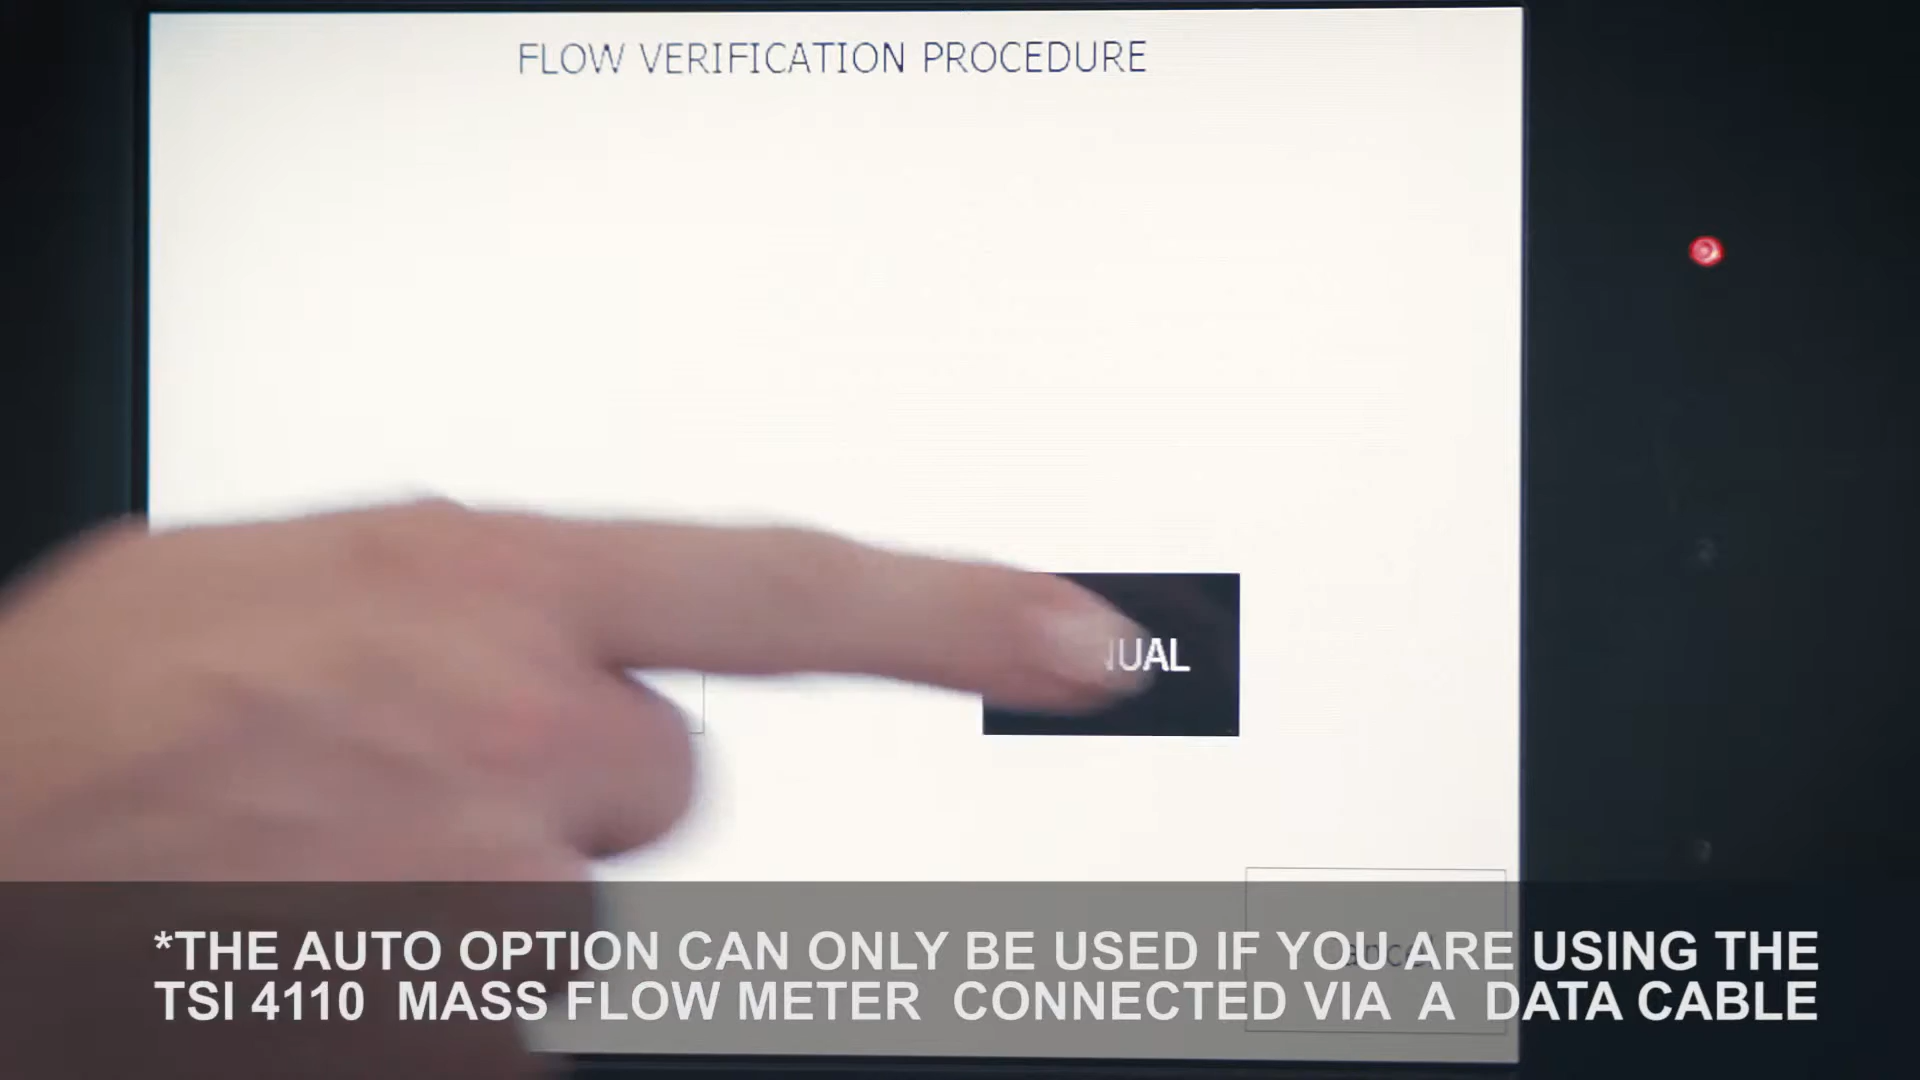 FLOW VERIFICATION PROCEDURE
NUAL
*THE AUTO OPTION CAN ONLY BE USED IF YOU ARE USING THE
TSI 4110 MASS FLOW METER CONNECTED VIA A DATA CABLE